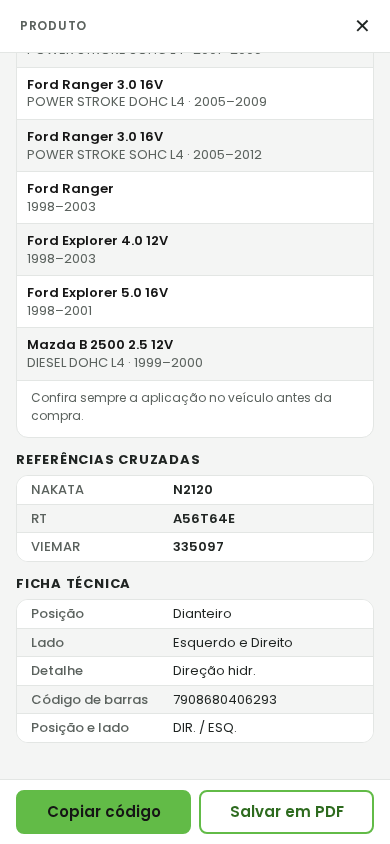 PRODUTO ✕
Ford Ranger 3.0 16V
POWER STROKE DOHC L4 · 2005–2009
Ford Ranger 3.0 16V
POWER STROKE SOHC L4 · 2005–2012
Ford Ranger
1998–2003
Ford Explorer 4.0 12V
1998–2003
Ford Explorer 5.0 16V
1998–2001
Mazda B 2500 2.5 12V
DIESEL DOHC L4 · 1999–2000
Confira sempre a aplicação no veículo antes da
compra.
REFERÊNCIAS CRUZADAS
NAKATA N2120
RT A56T64E
VIEMAR 335097
FICHA TÉCNICA
Posição Dianteiro
Lado Esquerdo e Direito
Detalhe Direção hidr.
Código de barras 7908680406293
Posição e lado DIR. / ESQ.
Copiar código Salvar em PDF